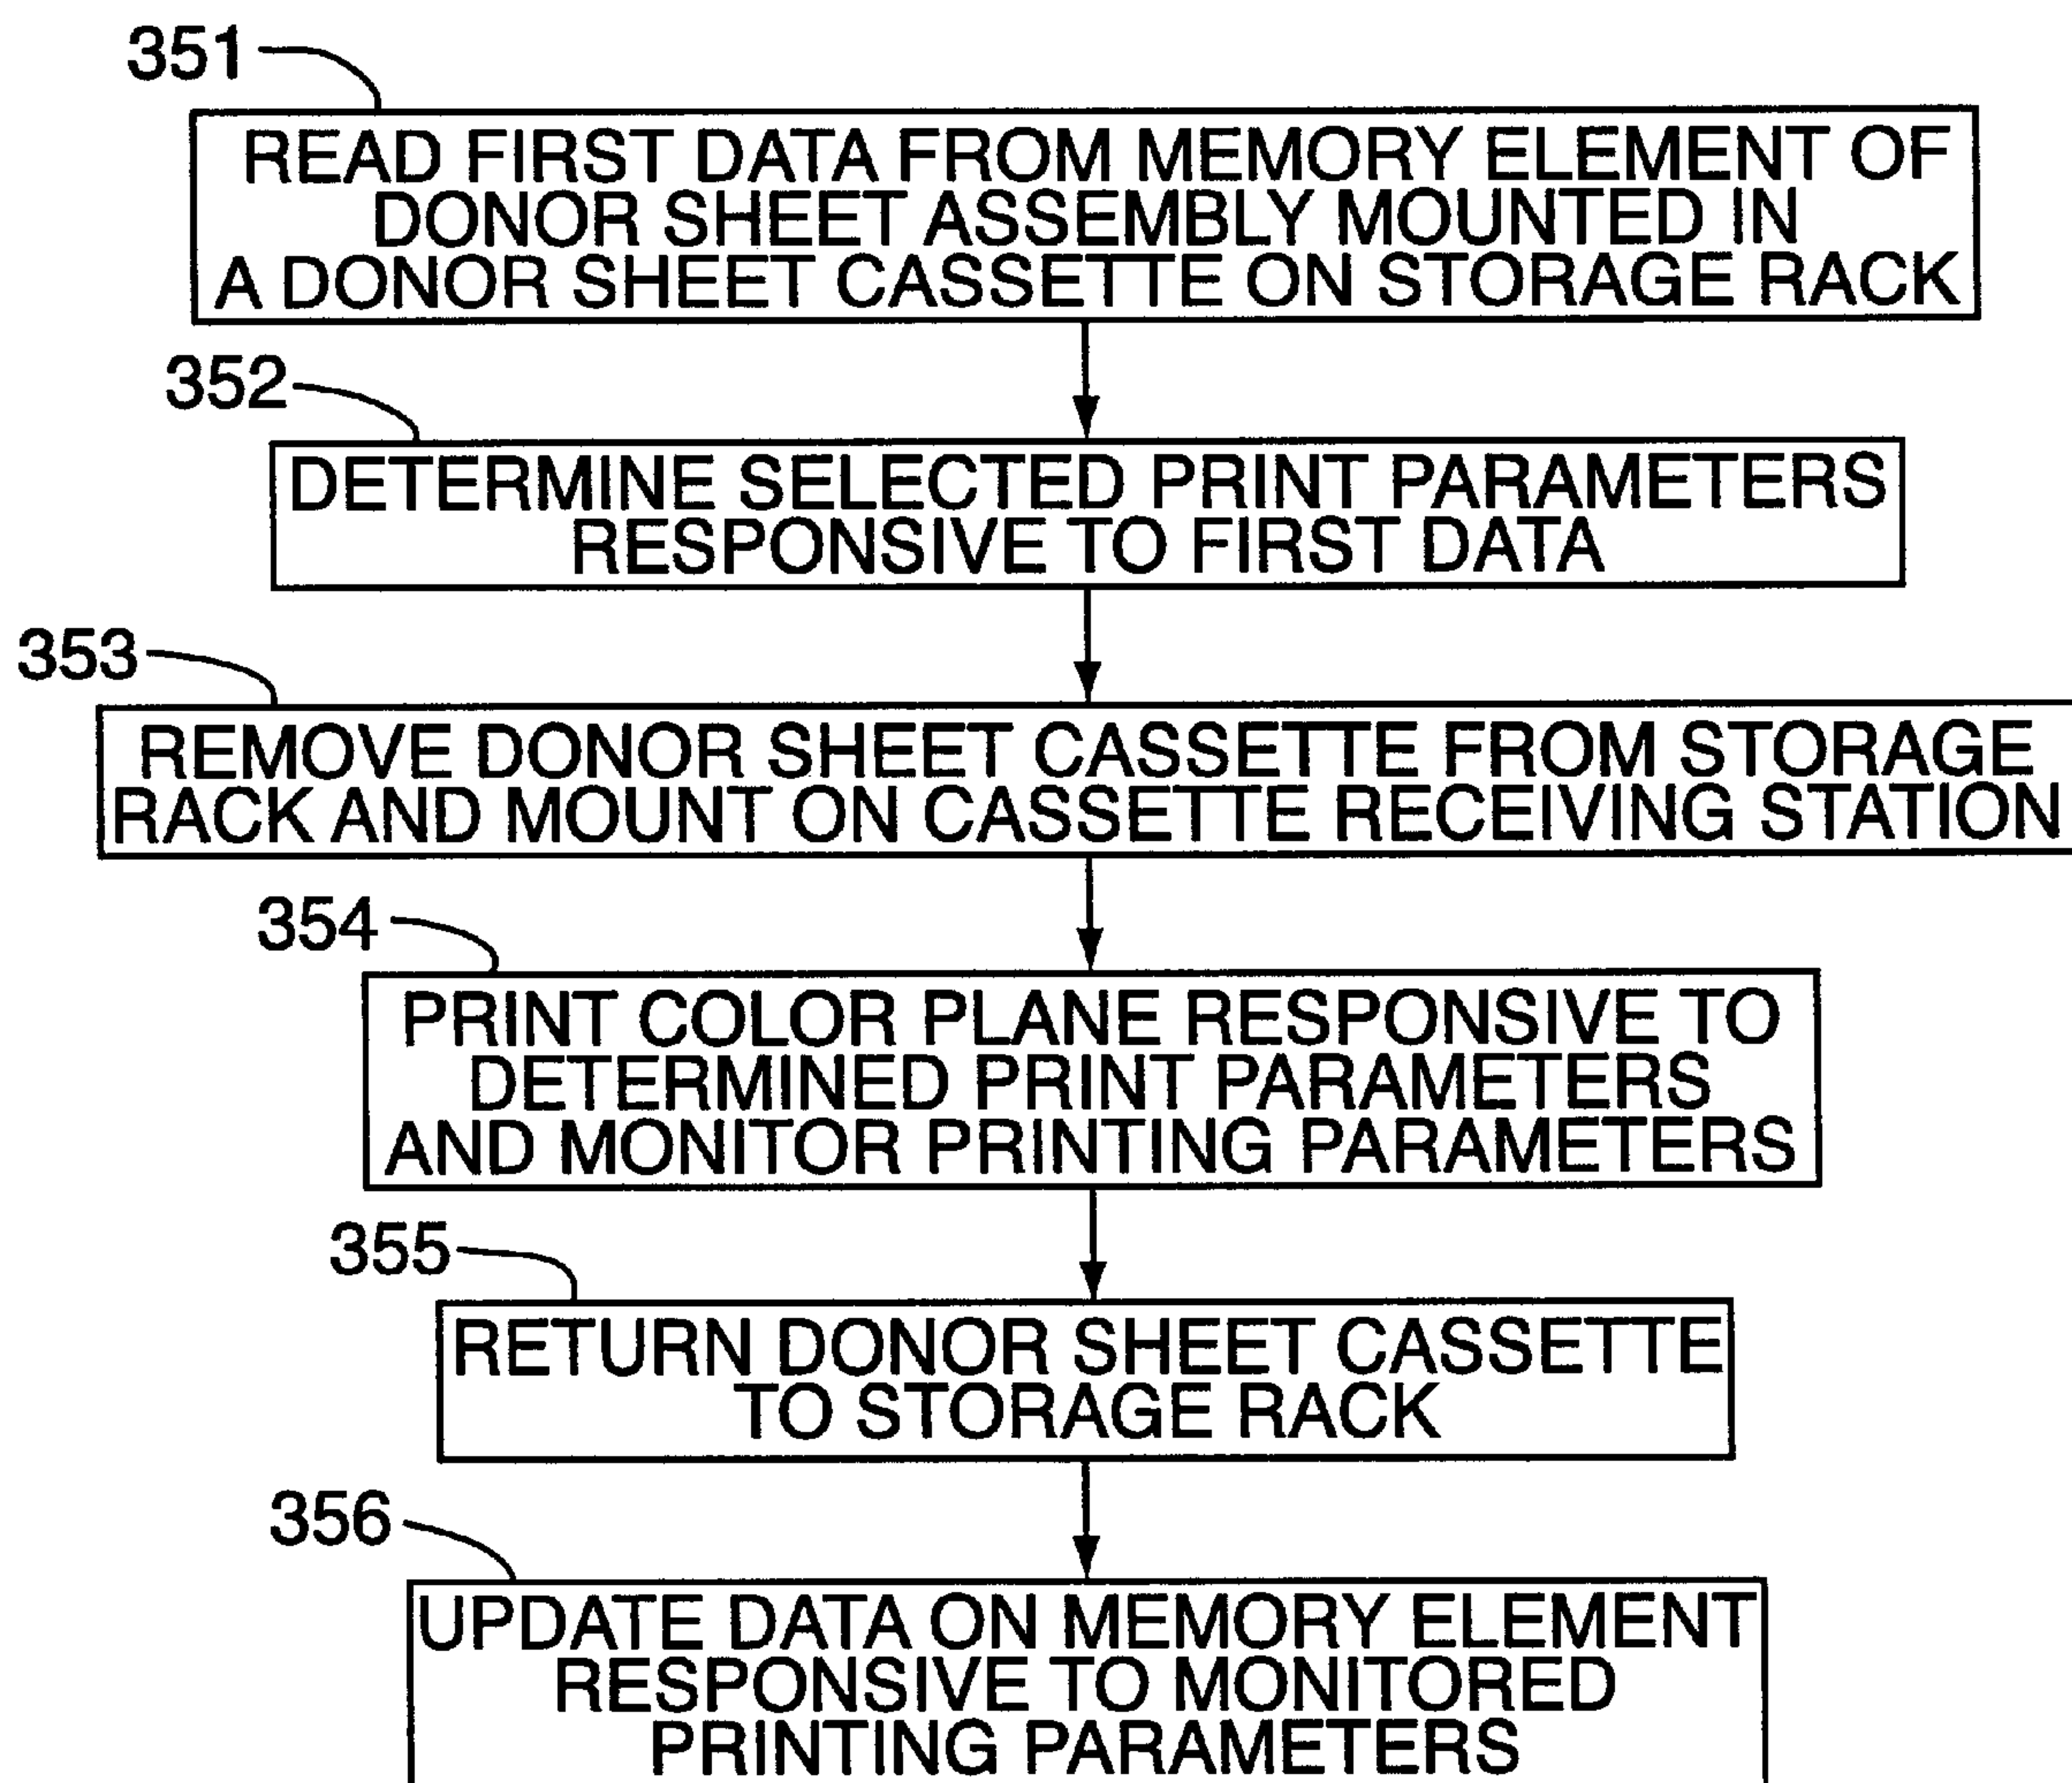 351
READ FIRST DATA FROM MEMORY ELEMENT OF
DONOR SHEET ASSEMBLY MOUNTED IN
A DONOR SHEET CASSETTE ON STORAGE RACK
352
DETERMINE SELECTED PRINT PARAMETERS
RESPONSIVE TO FIRST DATA
353
REMOVE DONOR SHEET CASSETTE FROM STORAGE
RACK AND MOUNT ON CASSETTE RECEIVING STATION
354
PRINT COLOR PLANE RESPONSIVE TO
DETERMINED PRINT PARAMETERS
AND MONITOR PRINTING PARAMETERS
355
RETURN DONOR SHEET CASSETTE
TO STORAGE RACK
356
UPDATE DATA ON MEMORY ELEMENT
RESPONSIVE TO MONITORED
PRINTING PARAMETERS